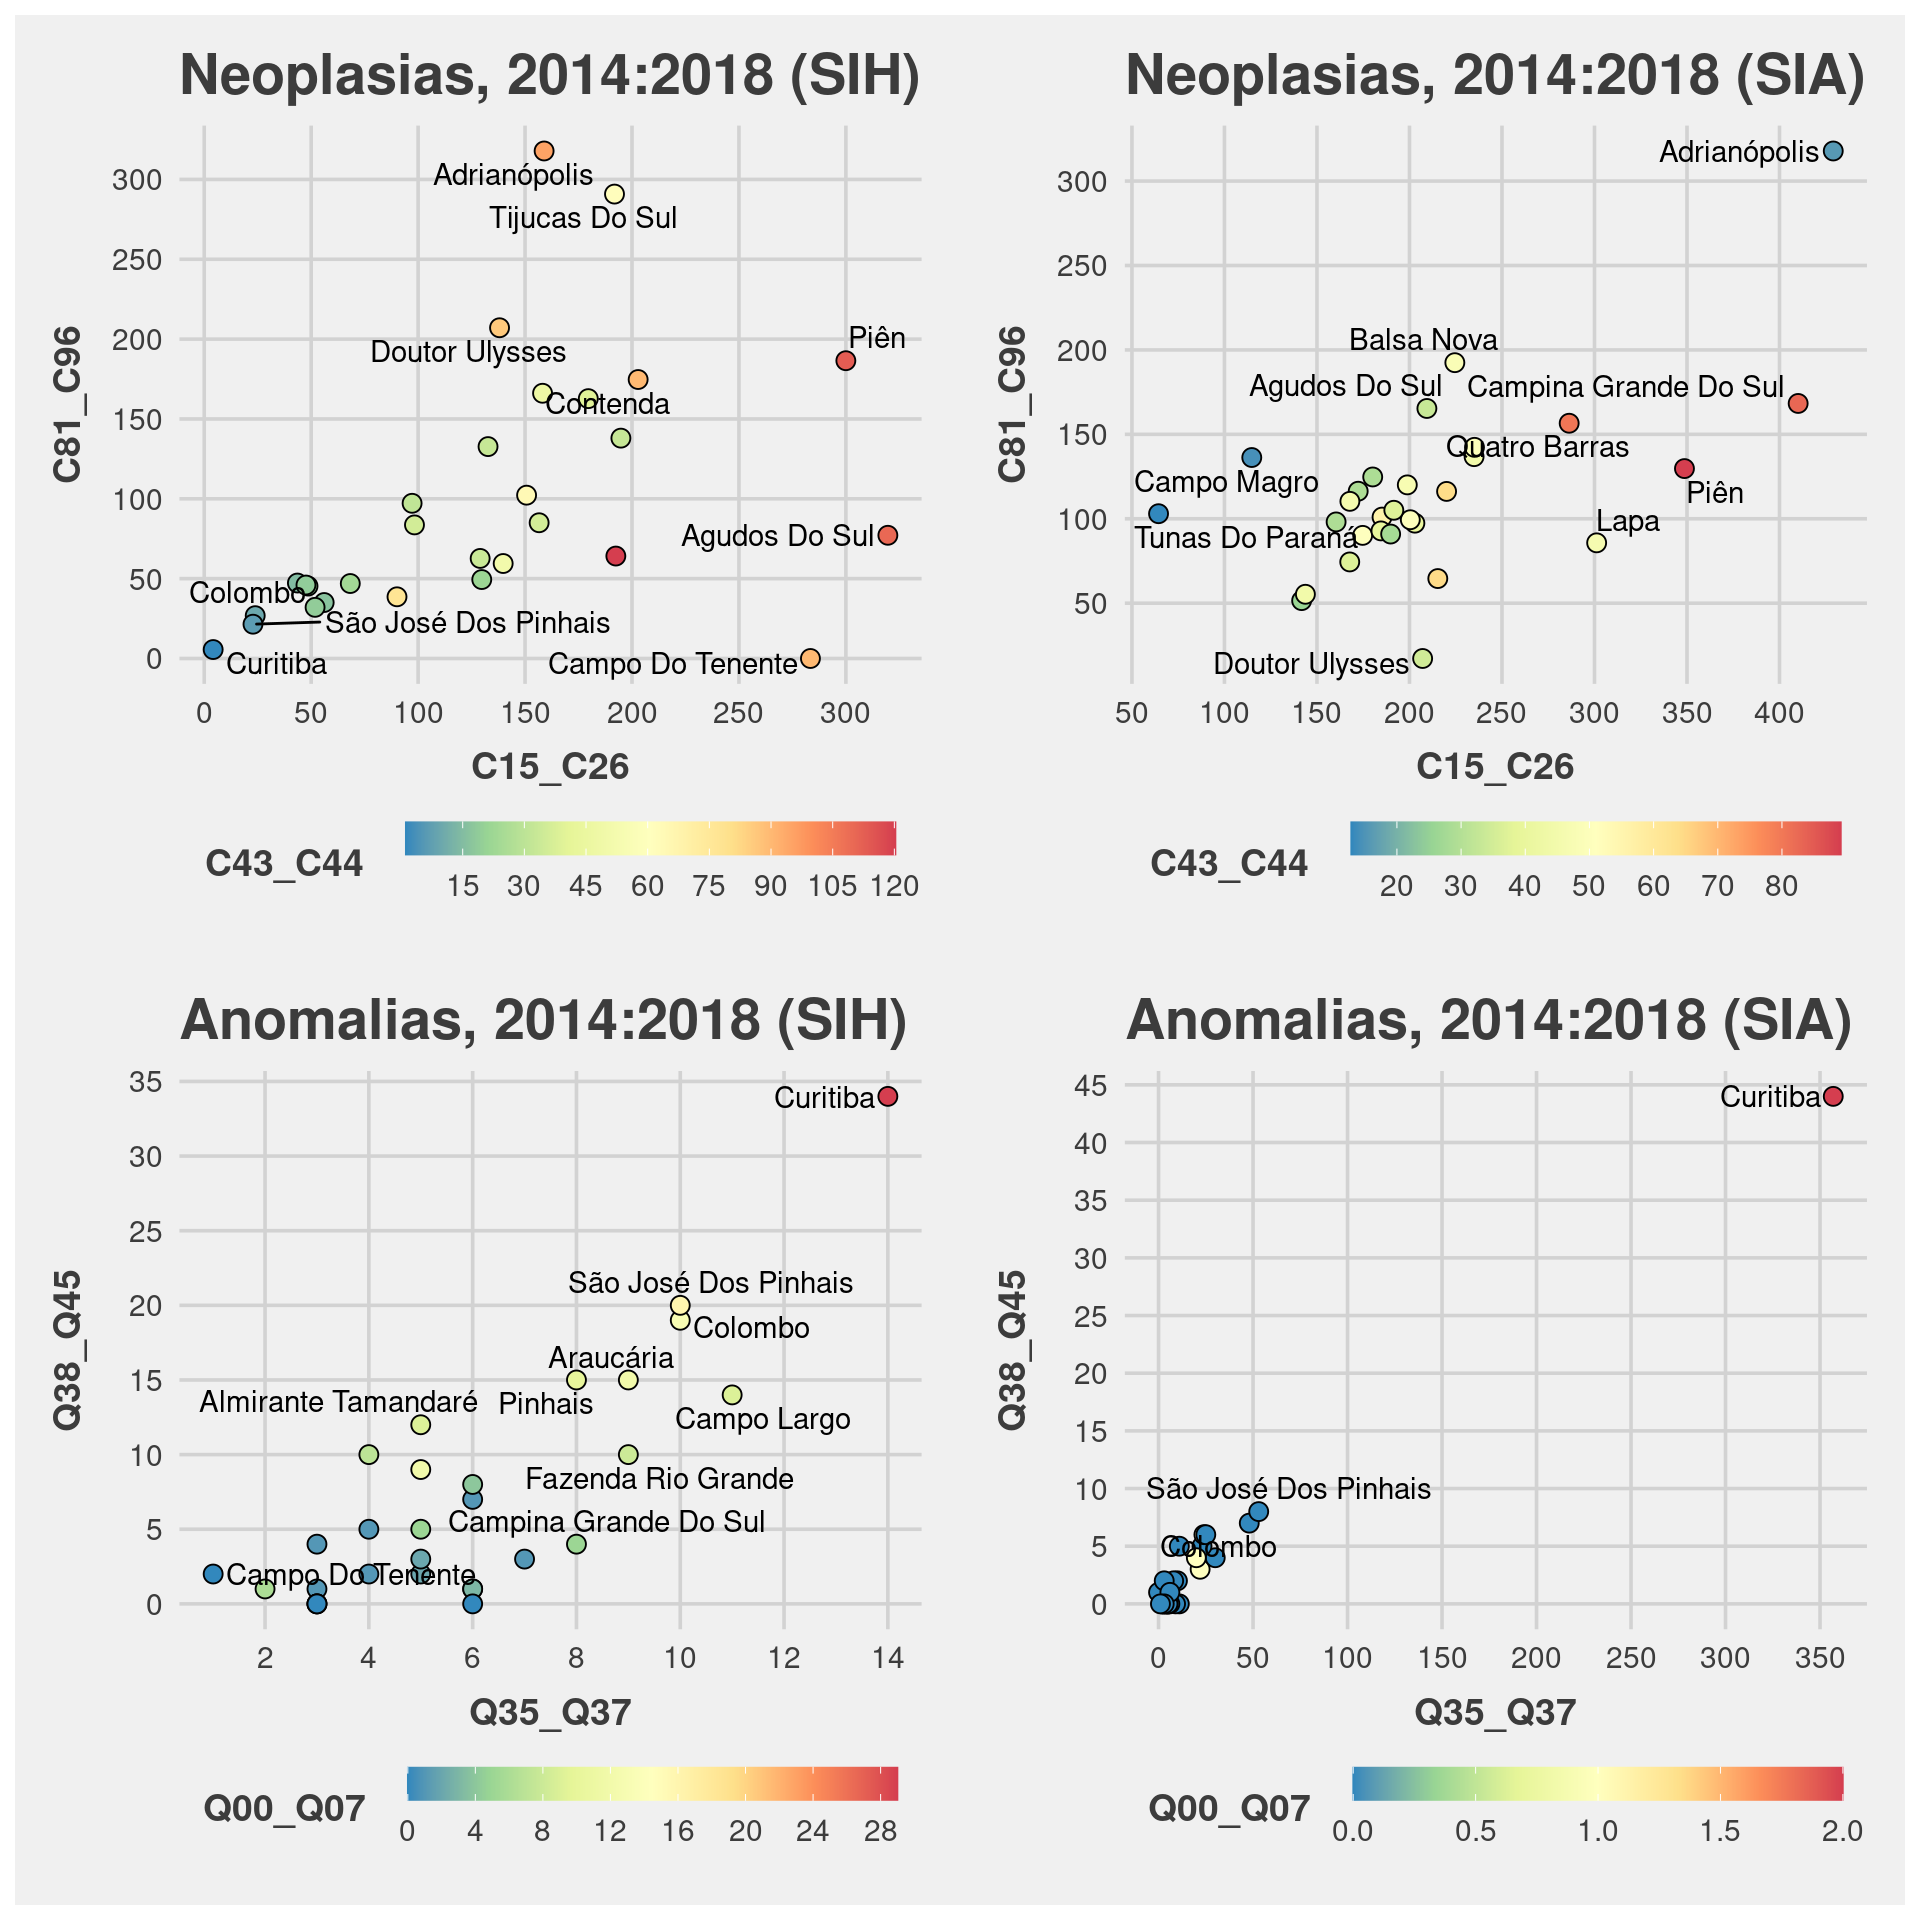 Neoplasias, 2014:2018 (SIH)
C81_C96
300
250
200
150
100
50
0
Adrianópolis
Tijucas Do Sul
Doutor Ulysses
Piên
Contenda
Agudos Do Sul
Colombo
São José Dos Pinhais
Curitiba
Campo Do Tenente
0 50 100 150 200 250 300
C15_C26
C43_C44
15 30 45 60 75 90 105 120
Neoplasias, 2014:2018 (SIA)
C81_C96
300
250
200
150
100
50
Adrianópolis
Balsa Nova
Agudos Do Sul
Campina Grande Do Sul
Quatro Barras
Campo Magro
Piên
Lapa
Tunas Do Paraná
Doutor Ulysses
50 100 150 200 250 300 350 400
C15_C26
C43_C44
20 30 40 50 60 70 80
Anomalias, 2014:2018 (SIH)
Q38_Q45
35
30
25
20
15
10
5
0
Curitiba
São José Dos Pinhais
Colombo
Araucária
Almirante Tamandaré
Pinhais
Campo Largo
Fazenda Rio Grande
Campina Grande Do Sul
Campo Do Tenente
2 4 6 8 10 12 14
Q35_Q37
Q00_Q07
0 4 8 12 16 20 24 28
Anomalias, 2014:2018 (SIA)
Q38_Q45
45
40
35
30
25
20
15
10
5
0
Curitiba
São José Dos Pinhais
Colombo
0 50 100 150 200 250 300 350
Q35_Q37
Q00_Q07
0.0 0.5 1.0 1.5 2.0